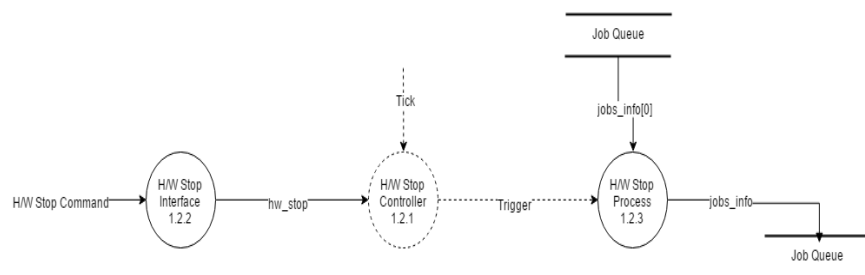 Job Queue
Tick
jobs_info[0]
H/W Stop Command
H/W Stop
Interface
1.2.2
hw_stop
H/W Stop
Controller
1.2.1
Trigger
H/W Stop
Process
1.2.3
jobs_info
Job Queue